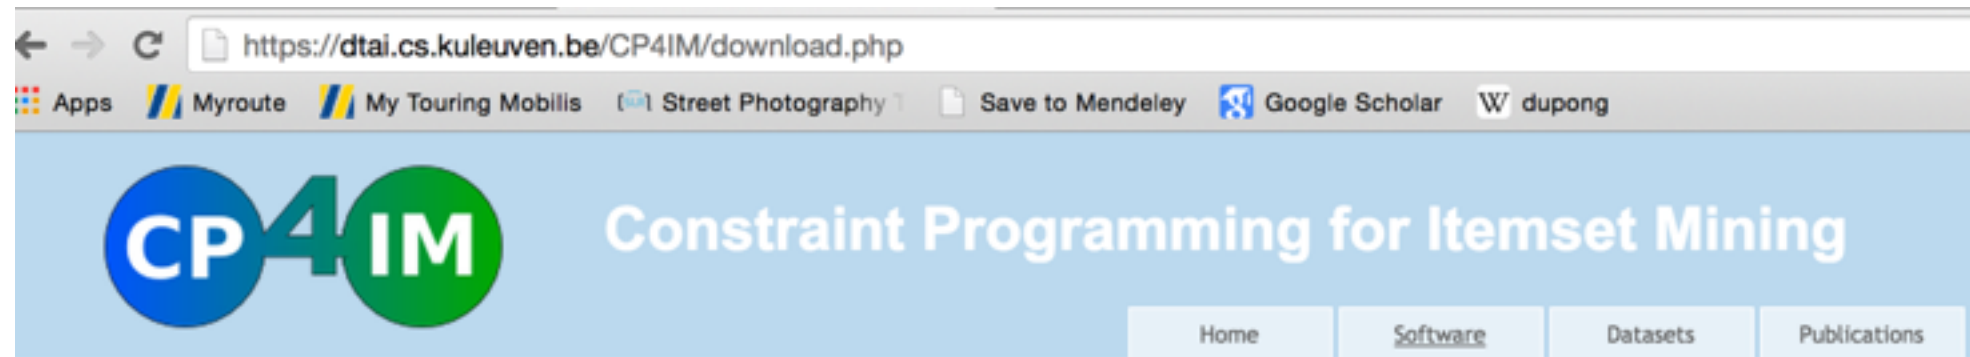 https://dtai.cs.kuleuven.be/CP4IM/download.php
Apps Myroute My Touring Mobilis Street Photography Save to Mendeley Google Scholar W dupong
CP4IM Constraint Programming for Itemset Mining
Home Software Datasets Publications